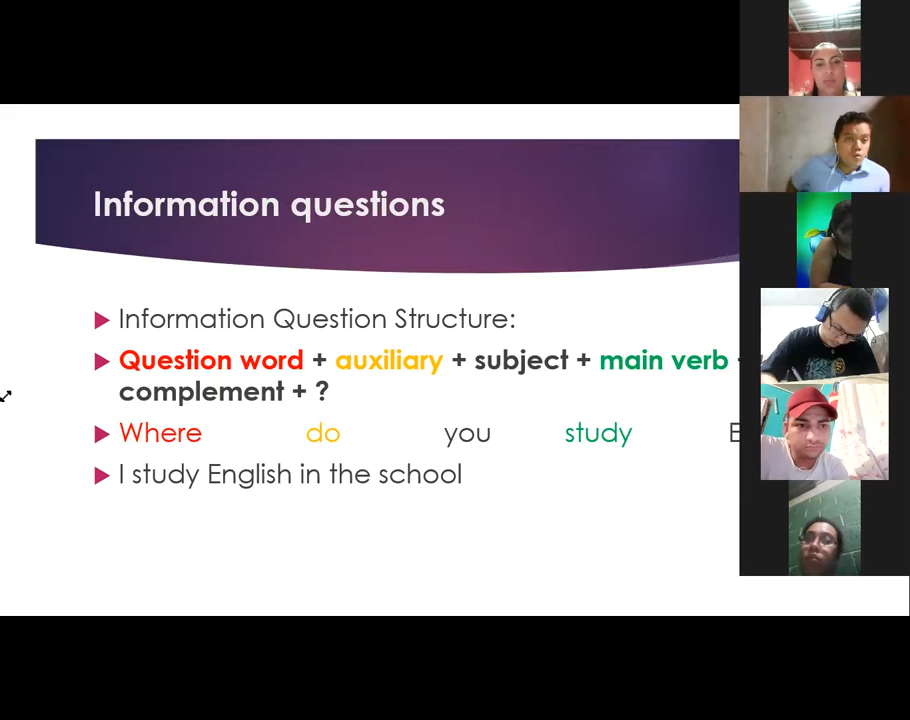 Information questions
Information Question Structure:
Question word + auxiliary + subject + main verb
complement + ?
Where do you study
I study English in the school